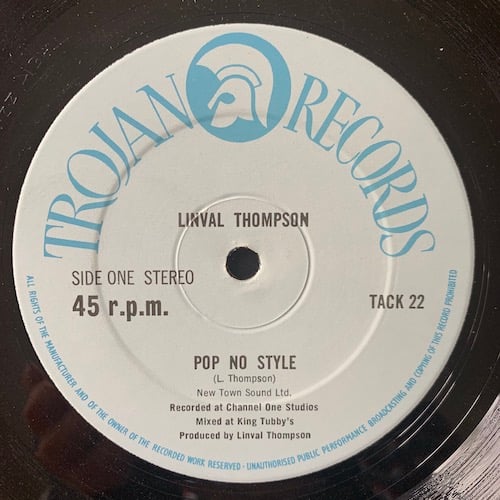 TROJAN RECORDS
LINVAL THOMPSON
SIDE ONE STEREO
45 r.p.m.
TACK 22
POP NO STYLE
(L. Thompson)
New Town Sound Ltd.
Recorded at Channel One Studios
Mixed at King Tubby's
Produced by Linval Thompson
ALL RIGHTS OF THE MANUFACTURER AND OF THE OWNER OF THE RECORDED WORK RESERVED · UNAUTHORISED PUBLIC PERFORMANCE BROADCASTING AND COPYING OF THIS RECORD PROHIBITED